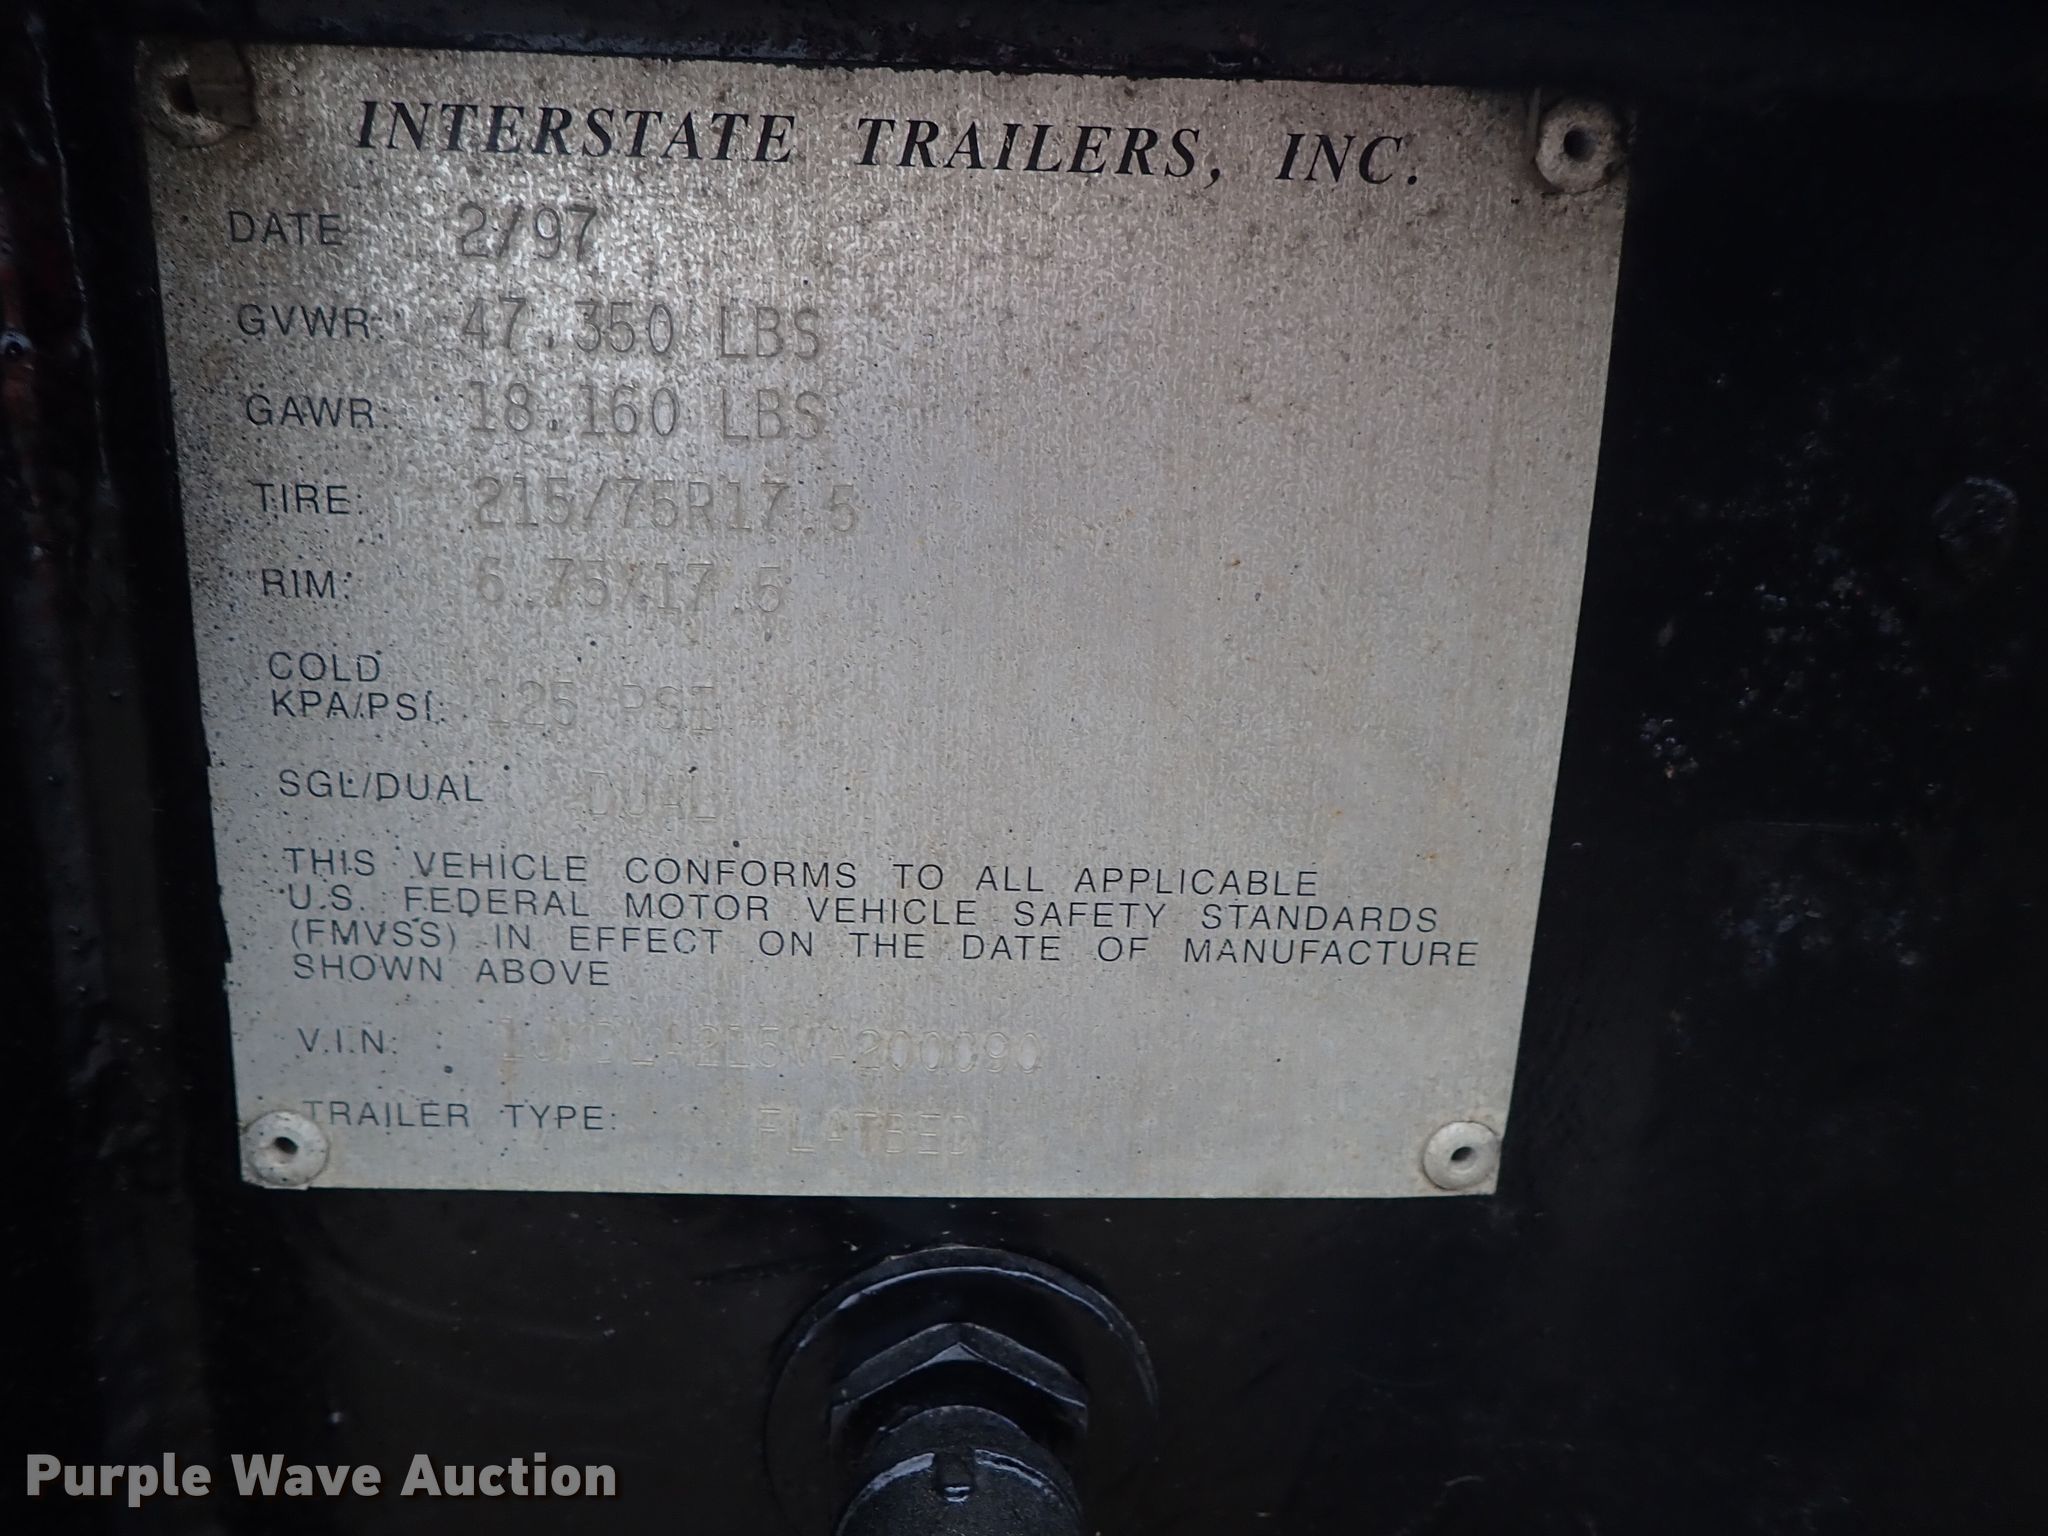 INTERSTATE TRAILERS, INC.
DATE 2/97
GVWR: 47,350 LBS
GAWR: 18,160 LBS
TIRE: 215/75R17.5
RIM: 6.75X17.5
COLD
KPA/PSI: 125 PSI
SGL/DUAL : DUAL
THIS VEHICLE CONFORMS TO ALL APPLICABLE
U.S. FEDERAL MOTOR VEHICLE SAFETY STANDARDS
(FMVSS) IN EFFECT ON THE DATE OF MANUFACTURE
SHOWN ABOVE
V.I.N.:
TRAILER TYPE: FLATBED
Purple Wave Auction